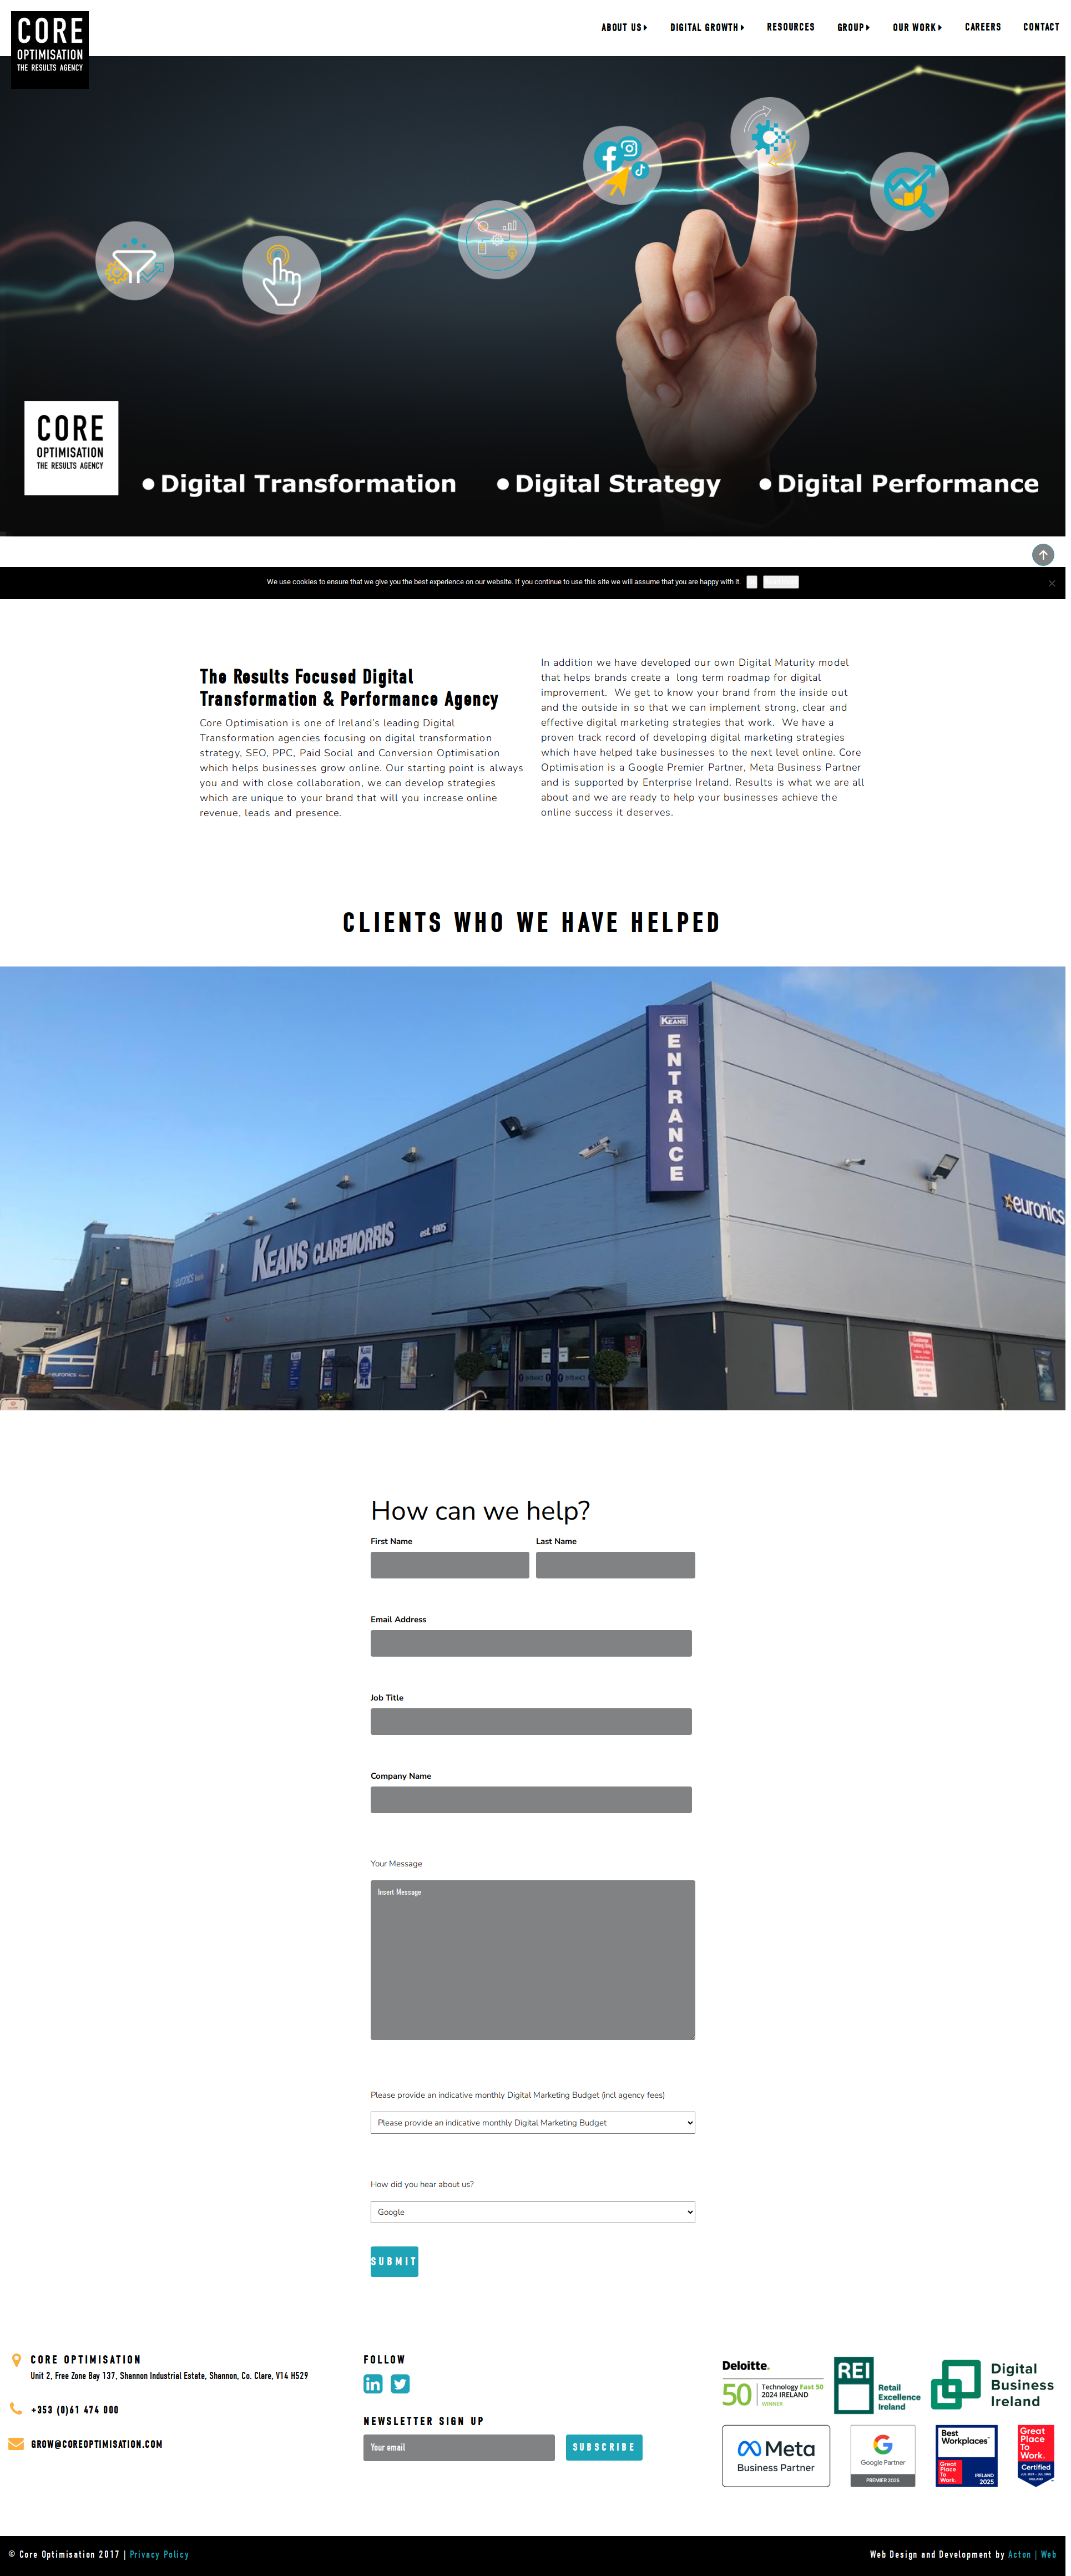 CORE
OPTIMISATION
THE RESULTS AGENCY
ABOUT US
DIGITAL GROWTH
RESOURCES
GROUP
OUR WORK
CAREERS
CONTACT
CORE
OPTIMISATION
THE RESULTS AGENCY
• Digital Transformation • Digital Strategy • Digital Performance
We use cookies to ensure that we give you the best experience on our website. If you continue to use this site we will assume that you are happy with it.
The Results Focused Digital
Transformation & Performance Agency
Core Optimisation is one of Ireland's leading Digital
Transformation agencies focusing on digital transformation
strategy, SEO, PPC, Paid Social and Conversion Optimisation
which helps businesses grow online. Our starting point is always
you and with close collaboration, we can develop strategies
which are unique to your brand that will you increase online
revenue, leads and presence.
In addition we have developed our own Digital Maturity model
that helps brands create a long term roadmap for digital
improvement. We get to know your brand from the inside out
and the outside in so that we can implement strong, clear and
effective digital marketing strategies that work. We have a
proven track record of developing digital marketing strategies
which have helped take businesses to the next level online. Core
Optimisation is a Google Premier Partner, Meta Business Partner
and is supported by Enterprise Ireland. Results is what we are all
about and we are ready to help your businesses achieve the
online success it deserves.
CLIENTS WHO WE HAVE HELPED
KEANS
ENTRANCE
KEANS CLAREMORRIS est. 1905
euronics
euronics
euronics
ENTRANCE ENTRANCE
How can we help?
First Name
Last Name
Email Address
Job Title
Company Name
Your Message
Insert Message
Please provide an indicative monthly Digital Marketing Budget (incl agency fees)
Please provide an indicative monthly Digital Marketing Budget
How did you hear about us?
Google
SUBMIT
CORE OPTIMISATION
Unit 2, Free Zone Bay 137, Shannon Industrial Estate, Shannon, Co. Clare, V14 H529
+353 (0)61 474 000
GROW@COREOPTIMISATION.COM
FOLLOW
NEWSLETTER SIGN UP
Your email
SUBSCRIBE
Deloitte.
50
Technology Fast 50
2024 IRELAND
WINNER
REI
Retail
Excellence
Ireland
Digital
Business
Ireland
Meta
Business Partner
Google Partner
PREMIER 2025
Best
Workplaces
Great
Place
To
Work.
IRELAND
2025
Great
Place
To
Work.
Certified
IRELAND
© Core Optimisation 2017 | Privacy Policy
Web Design and Development by Acton | Web